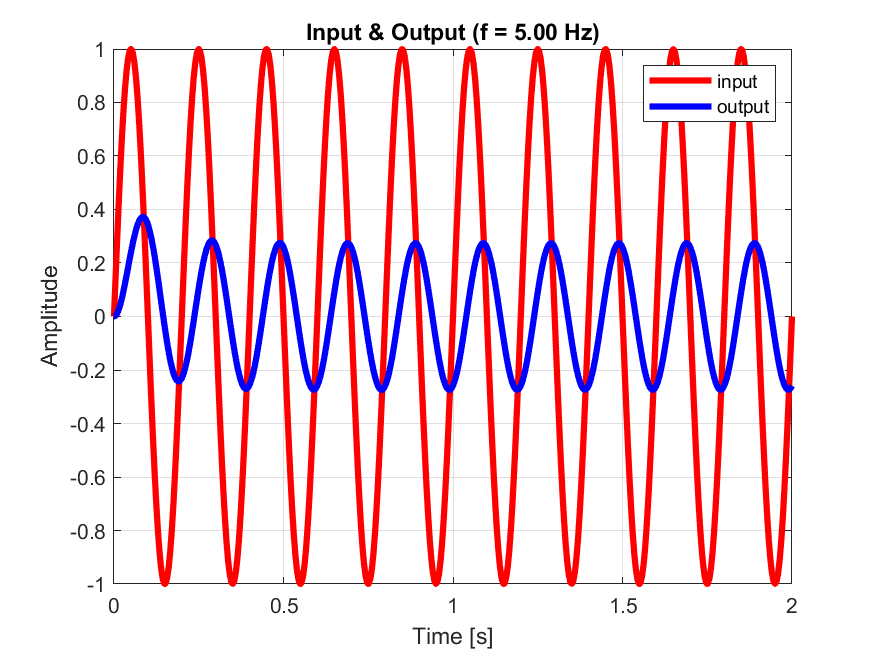 Input & Output (f = 5.00 Hz)
1
0.8
0.6
0.4
0.2
0
-0.2
-0.4
-0.6
-0.8
-1
Amplitude
input
output
0 0.5 1 1.5 2
Time [s]